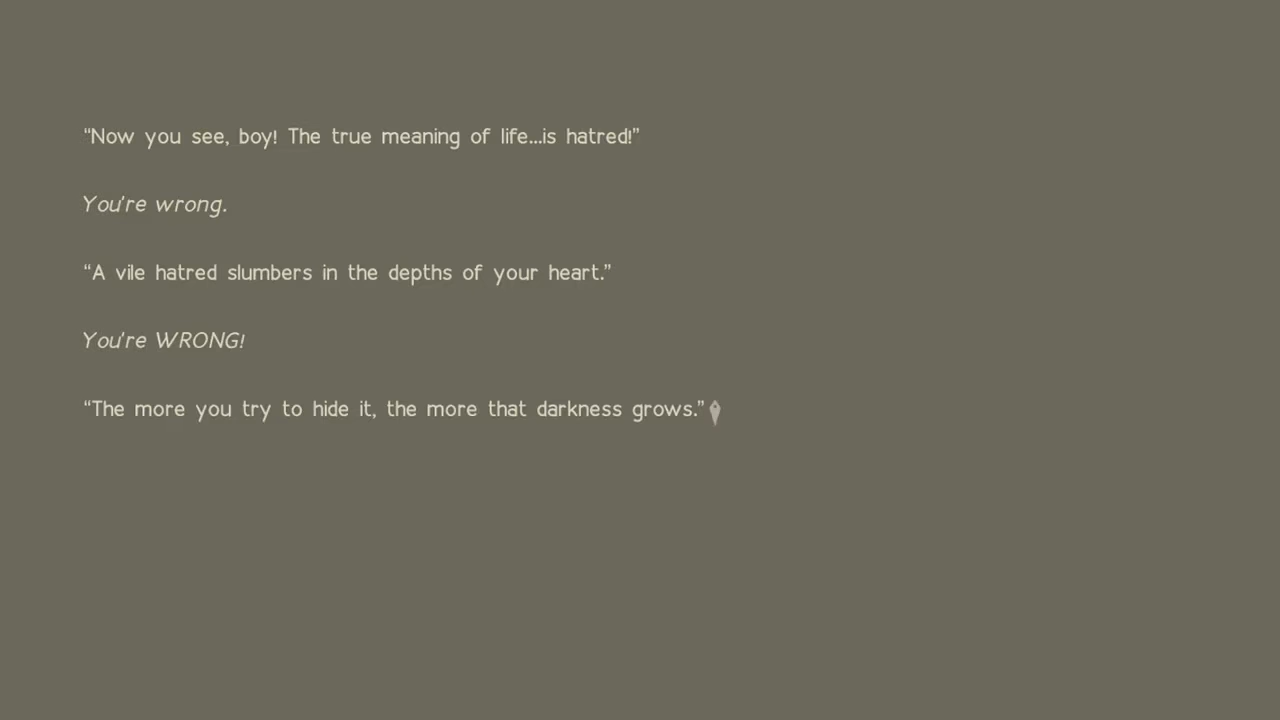 “Now you see, boy! The true meaning of life...is hatred!”
You're wrong.
“A vile hatred slumbers in the depths of your heart.”
You're WRONG!
“The more you try to hide it, the more that darkness grows.”